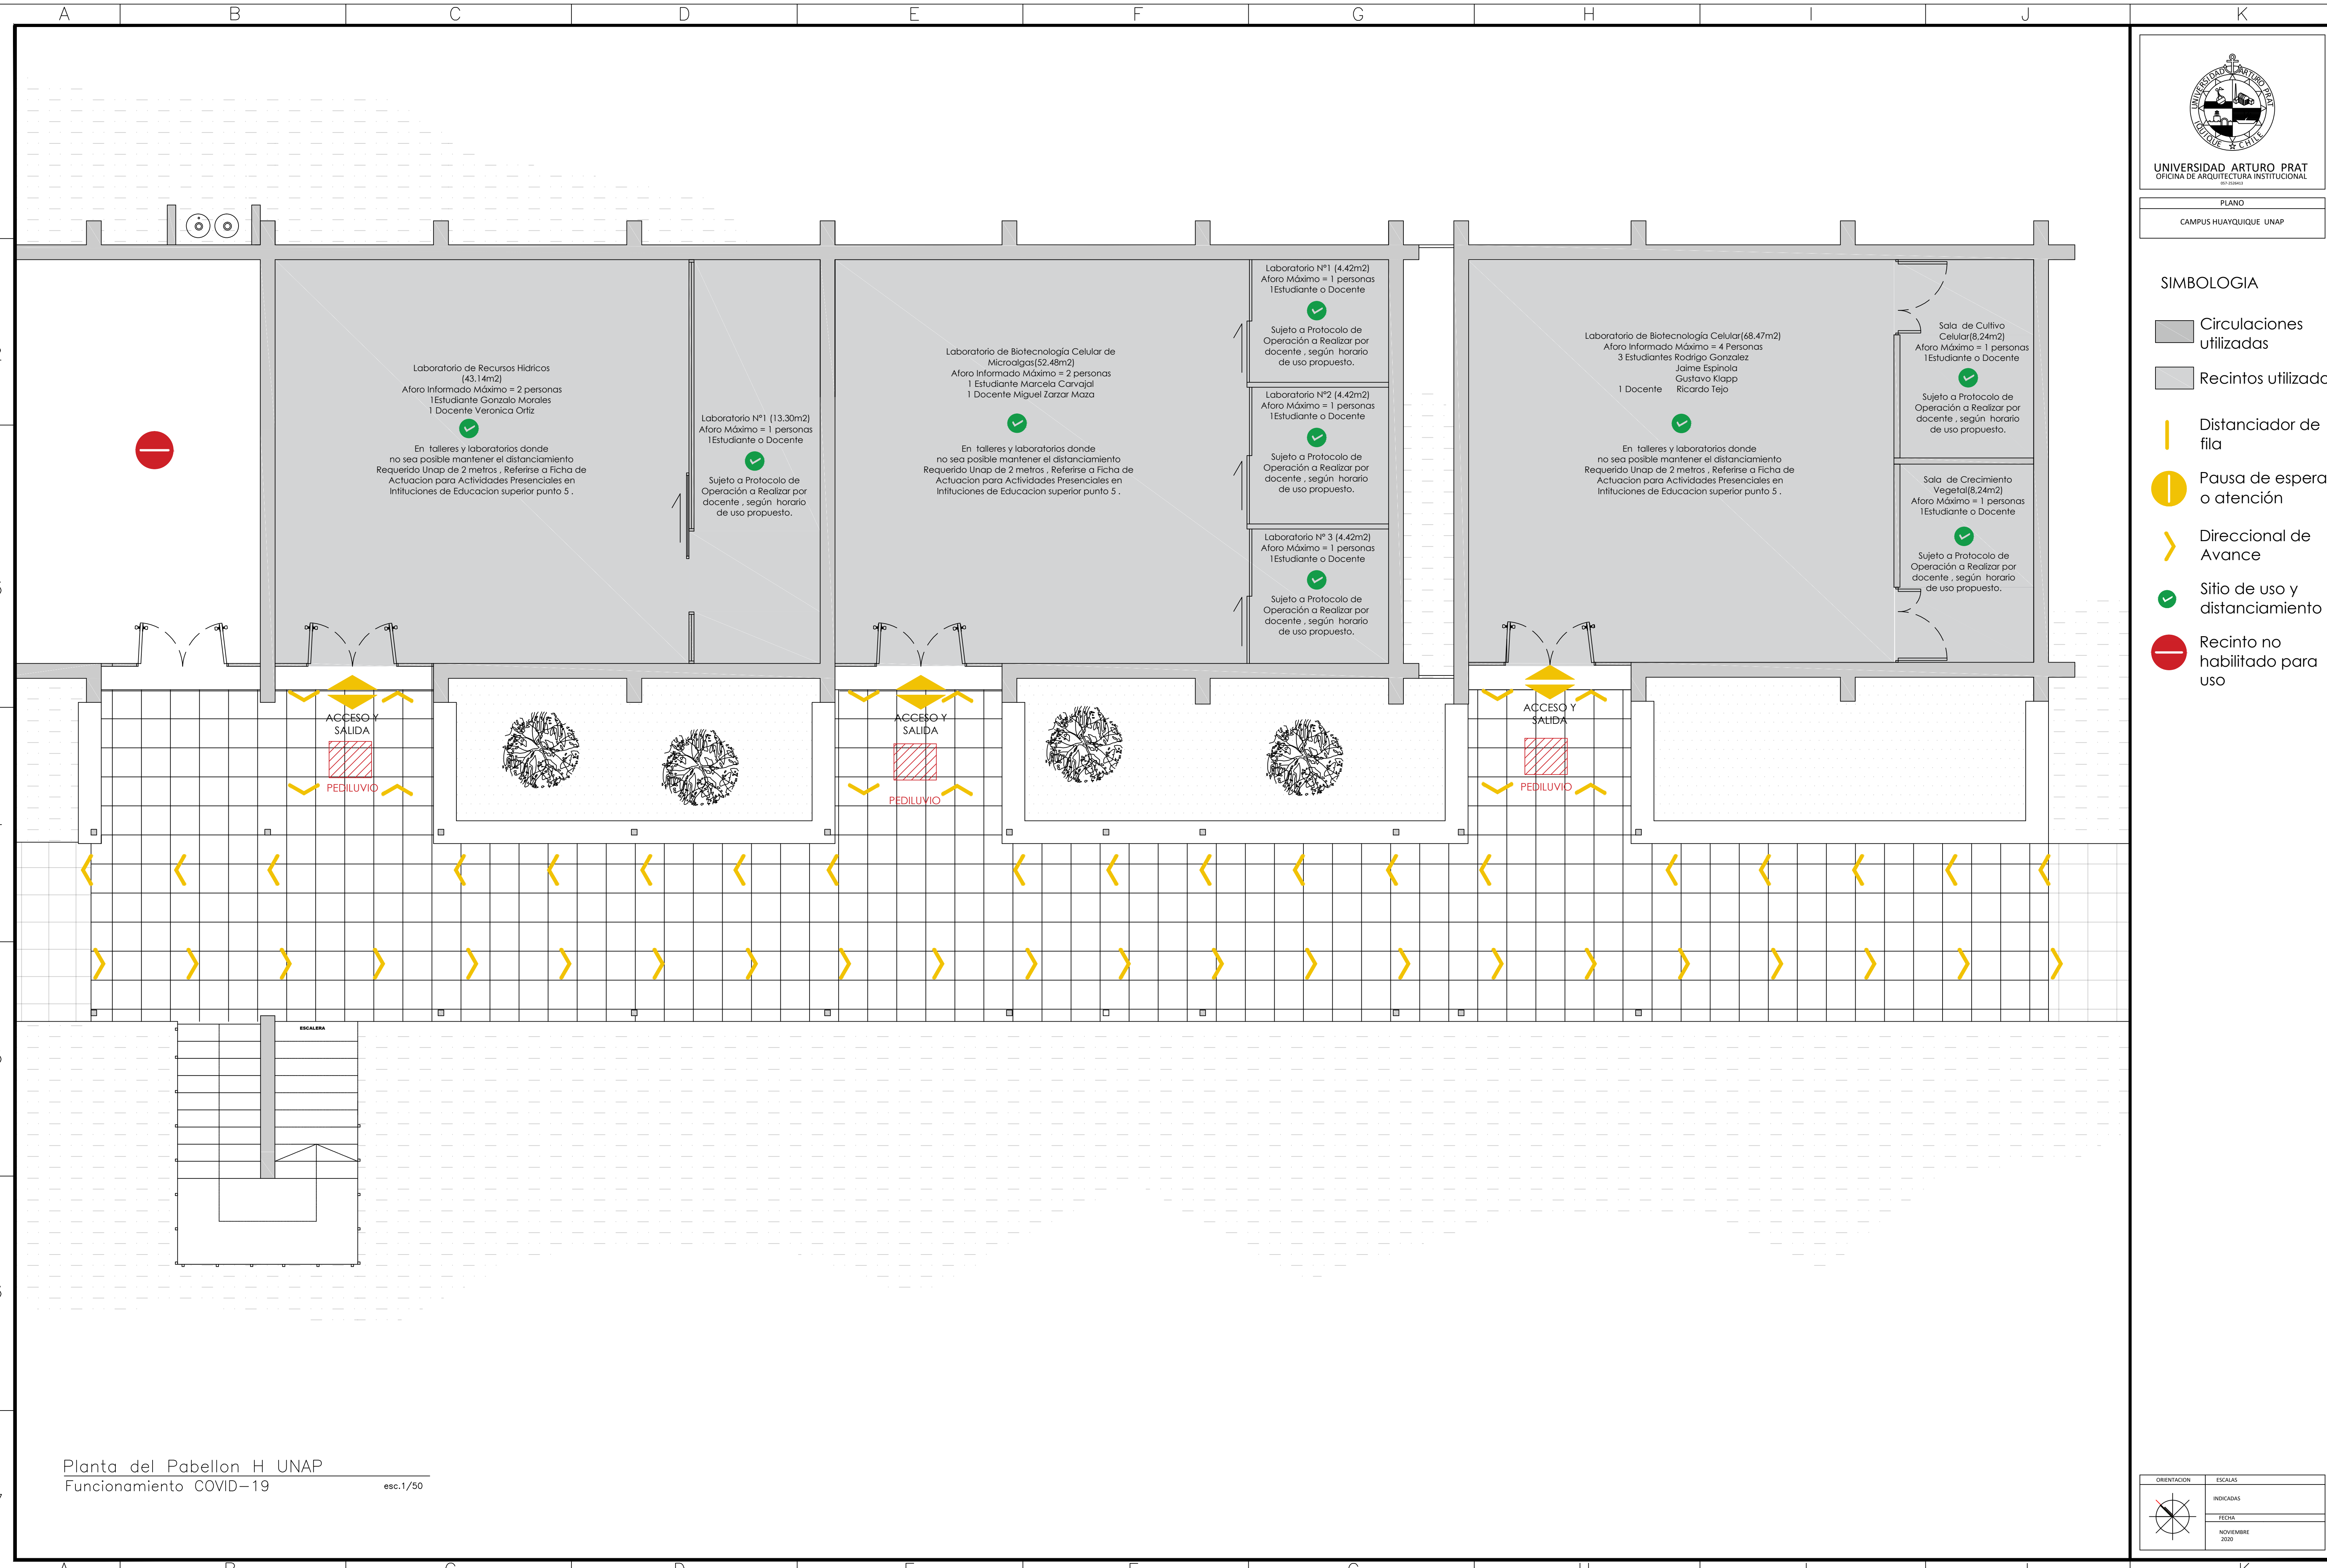 A B C D E F G H I J K
UNIVERSIDAD ARTURO PRAT
IQUIQUE ☆ CHILE
UNIVERSIDAD ARTURO PRAT
OFICINA DE ARQUITECTURA INSTITUCIONAL
057-2526412
PLANO
CAMPUS HUAYQUIQUE UNAP
SIMBOLOGIA
Circulaciones
utilizadas
Distanciador de
fila
Pausa de espera
o atención
Direccional de
Avance
Sitio de uso y
distanciamiento
Recinto no
habilitado para
uso
Recintos
Laboratorio de Recursos Hidricos
(43.14m2)
Aforo Informado Máximo = 2 personas
1Estudiante Gonzalo Morales
1 Docente Veronica Ortiz
En talleres y laboratorios donde
no sea posible mantener el distanciamiento
Requerido Unap de 2 metros , Referirse a Ficha de
Actuacion para Actividades Presenciales en
Intituciones de Educacion superior punto 5 .
Laboratorio Nº1 (13.30m2)
Aforo Máximo = 1 personas
1Estudiante o Docente
Sujeto a Protocolo de
Operación a Realizar por
docente , según horario
de uso propuesto.
Laboratorio de Biotecnología Celular de
Microalgas(52.48m2)
Aforo Informado Máximo = 2 personas
1 Estudiante Marcela Carvajal
1 Docente Miguel Zarzar Maza
En talleres y laboratorios donde
no sea posible mantener el distanciamiento
Requerido Unap de 2 metros , Referirse a Ficha de
Actuacion para Actividades Presenciales en
Intituciones de Educacion superior punto 5 .
Laboratorio Nº1 (4.42m2)
Aforo Máximo = 1 personas
1Estudiante o Docente
Sujeto a Protocolo de
Operación a Realizar por
docente , según horario
de uso propuesto.
Laboratorio Nº2 (4.42m2)
Aforo Máximo = 1 personas
1Estudiante o Docente
Sujeto a Protocolo de
Operación a Realizar por
docente , según horario
de uso propuesto.
Laboratorio Nº 3 (4.42m2)
Aforo Máximo = 1 personas
1Estudiante o Docente
Sujeto a Protocolo de
Operación a Realizar por
docente , según horario
de uso propuesto.
Laboratorio de Biotecnología Celular(68.47m2)
Aforo Informado Máximo = 4 Personas
3 Estudiantes Rodrigo Gonzalez
Jaime Espinola
Gustavo Klapp
1 Docente Ricardo Tejo
En talleres y laboratorios donde
no sea posible mantener el distanciamiento
Requerido Unap de 2 metros , Referirse a Ficha de
Actuacion para Actividades Presenciales en
Intituciones de Educacion superior punto 5 .
Sala de Cultivo
Celular(8,24m2)
Aforo Máximo = 1 personas
1Estudiante o Docente
Sujeto a Protocolo de
Operación a Realizar por
docente , según horario
de uso propuesto.
Sala de Crecimiento
Vegetal(8,24m2)
Aforo Máximo = 1 personas
1Estudiante o Docente
Sujeto a Protocolo de
Operación a Realizar por
docente , según horario
de uso propuesto.
ACCESO Y
SALIDA
PEDILUVIO
ACCESO Y
SALIDA
PEDILUVIO
ACCESO Y
SALIDA
PEDILUVIO
ESCALERA
Planta del Pabellon H UNAP
Funcionamiento COVID-19 esc.1/50
ORIENTACION ESCALAS
INDICADAS
FECHA
NOVIEMBRE
2020